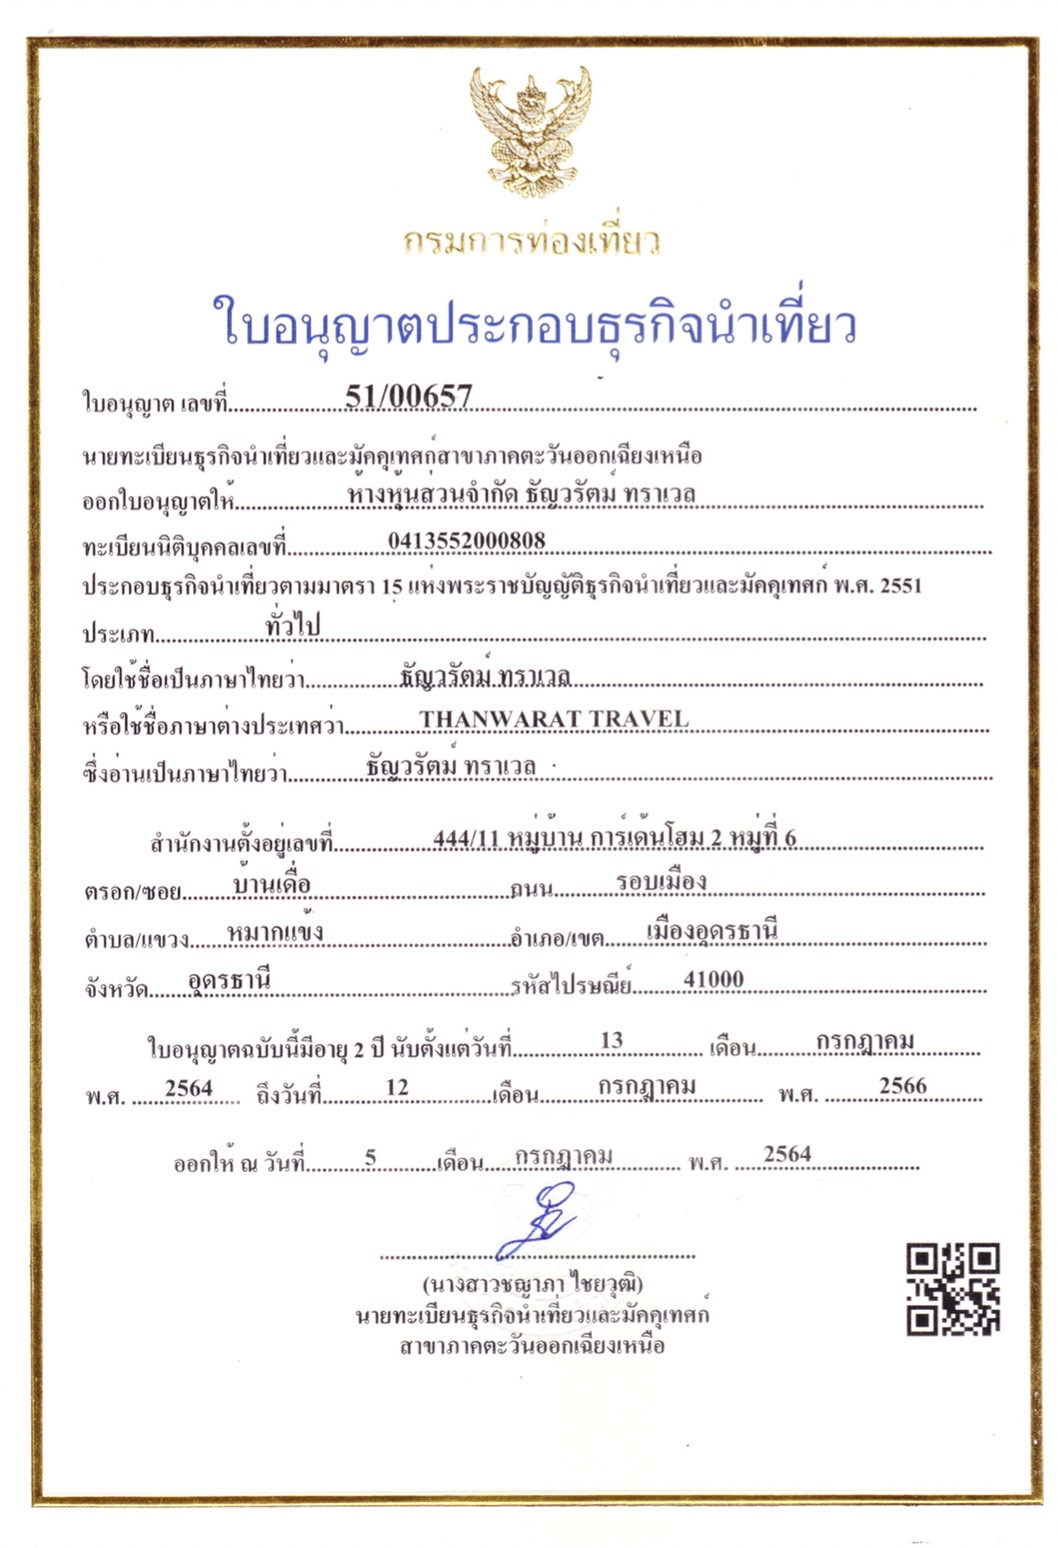 กรมการท่องเที่ยว
ใบอนุญาตประกอบธุรกิจนำเที่ยว
ใบอนุญาต เลขที่ 51/00657
นายทะเบียนธุรกิจนำเที่ยวและมัคคุเทศก์สาขาภาคตะวันออกเฉียงเหนือ
ออกใบอนุญาตให้ ห้างหุ้นส่วนจำกัด ธัญวรัตม์ ทราเวล
ทะเบียนนิติบุคคลเลขที่ 0413552000808
ประกอบธุรกิจนำเที่ยวตามมาตรา 15 แห่งพระราชบัญญัติธุรกิจนำเที่ยวและมัคคุเทศก์ พ.ศ. 2551
ประเภท ทั่วไป
โดยใช้ชื่อเป็นภาษาไทยว่า ธัญวรัตม์ ทราเวล
หรือใช้ชื่อภาษาต่างประเทศว่า THANWARAT TRAVEL
ซึ่งอ่านเป็นภาษาไทยว่า ธัญวรัตม์ ทราเวล
สำนักงานตั้งอยู่เลขที่ 444/11 หมู่บ้าน การ์เด้นโฮม 2 หมู่ที่ 6
ตรอก/ซอย บ้านเดื่อ ถนน รอบเมือง
ตำบล/แขวง หมากแข้ง อำเภอ/เขต เมืองอุดรธานี
จังหวัด อุดรธานี รหัสไปรษณีย์ 41000
ใบอนุญาตฉบับนี้มีอายุ 2 ปี นับตั้งแต่วันที่ 13 เดือน กรกฎาคม
พ.ศ. 2564 ถึงวันที่ 12 เดือน กรกฎาคม พ.ศ. 2566
ออกให้ ณ วันที่ 5 เดือน กรกฎาคม พ.ศ. 2564
(นางสาวชญาภา ไชยวุฒิ)
นายทะเบียนธุรกิจนำเที่ยวและมัคคุเทศก์
สาขาภาคตะวันออกเฉียงเหนือ